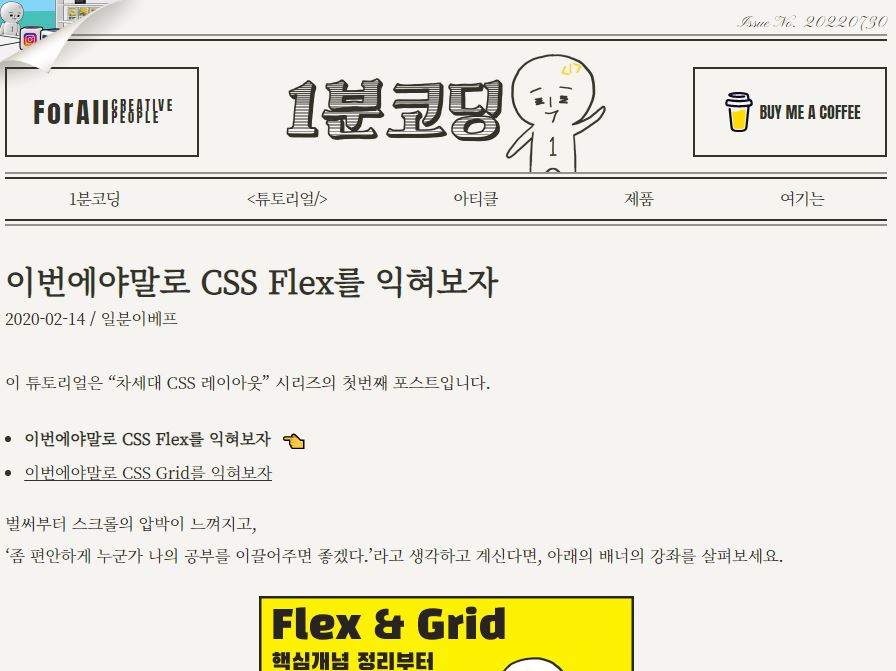 Issue No. 20220730
ForAll CREATIVE PEOPLE
1분코딩
1
BUY ME A COFFEE
1분코딩 <튜토리얼/> 아티클 제품 여기는
이번에야말로 CSS Flex를 익혀보자
2020-02-14 / 일분이베프
이 튜토리얼은 “차세대 CSS 레이아웃” 시리즈의 첫번째 포스트입니다.
• 이번에야말로 CSS Flex를 익혀보자
• 이번에야말로 CSS Grid를 익혀보자
벌써부터 스크롤의 압박이 느껴지고,
‘좀 편안하게 누군가 나의 공부를 이끌어주면 좋겠다.’라고 생각하고 계신다면, 아래의 배너의 강좌를 살펴보세요.
Flex & Grid
핵심개념 정리부터